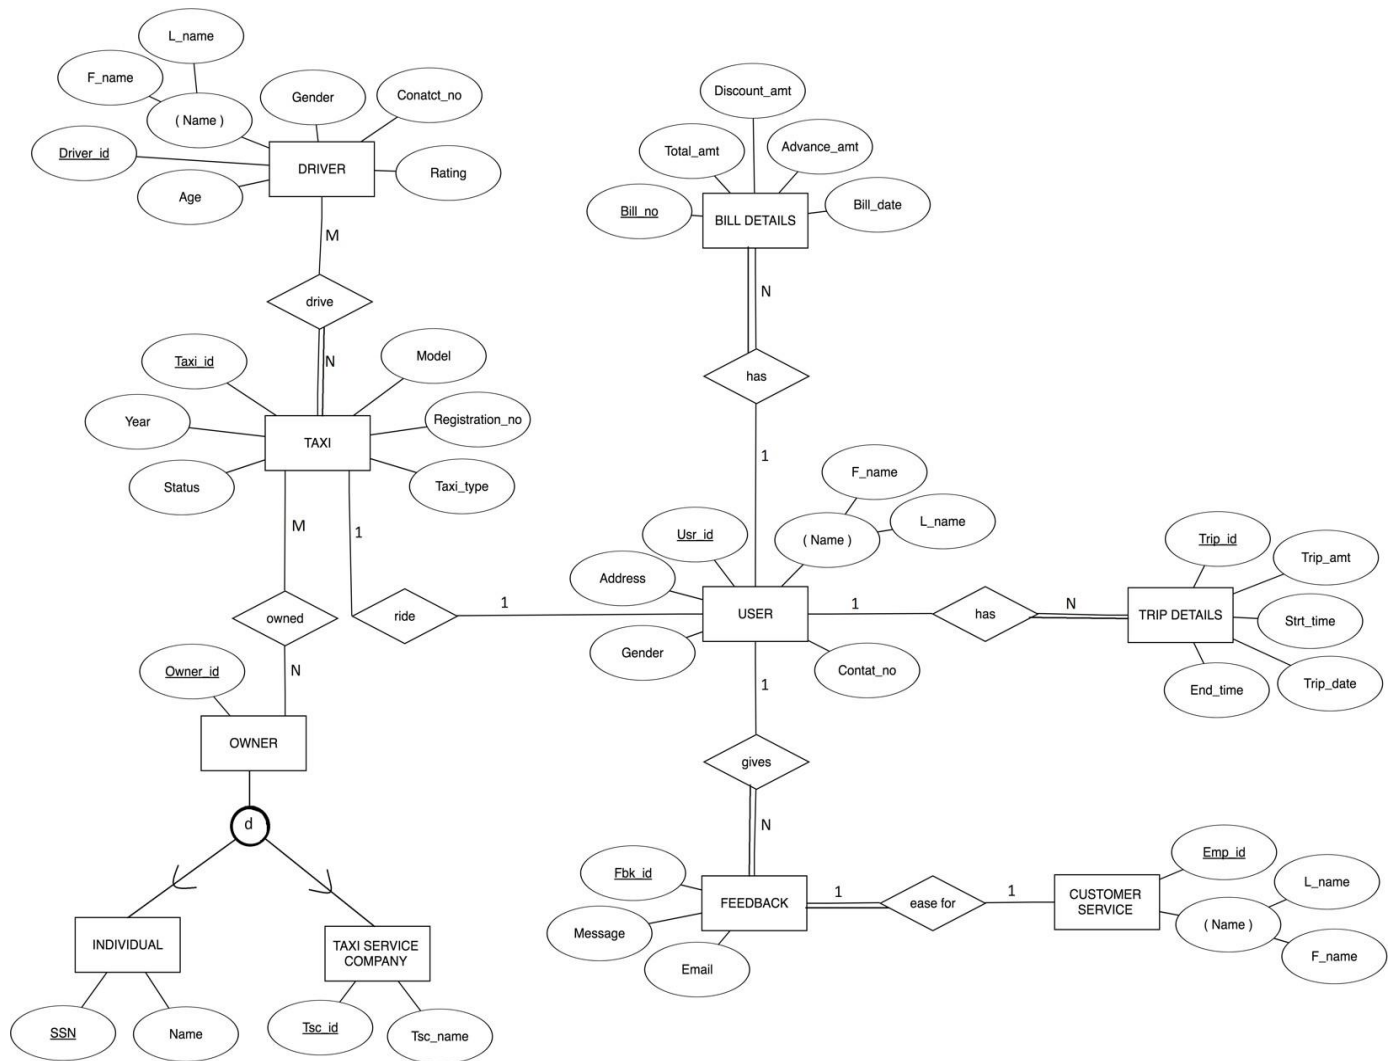 L_name
F_name
( Name )
Gender
Conatct_no
Driver_id
DRIVER
Rating
Age
M
drive
N
Taxi_id
Model
Year
Registration_no
TAXI
Status
Taxi_type
M
1
owned
ride
1
N
Owner_id
OWNER
d
INDIVIDUAL
TAXI SERVICE
COMPANY
SSN
Name
Tsc_id
Tsc_name
Discount_amt
Total_amt
Advance_amt
Bill_no
BILL DETAILS
Bill_date
N
has
1
F_name
L_name
( Name )
Usr_id
Address
USER
Gender
Contat_no
1
has
N
Trip_id
Trip_amt
TRIP DETAILS
Strt_time
End_time
Trip_date
1
gives
N
Fbk_id
FEEDBACK
Message
Email
1
ease for
1
Emp_id
CUSTOMER
SERVICE
L_name
( Name )
F_name